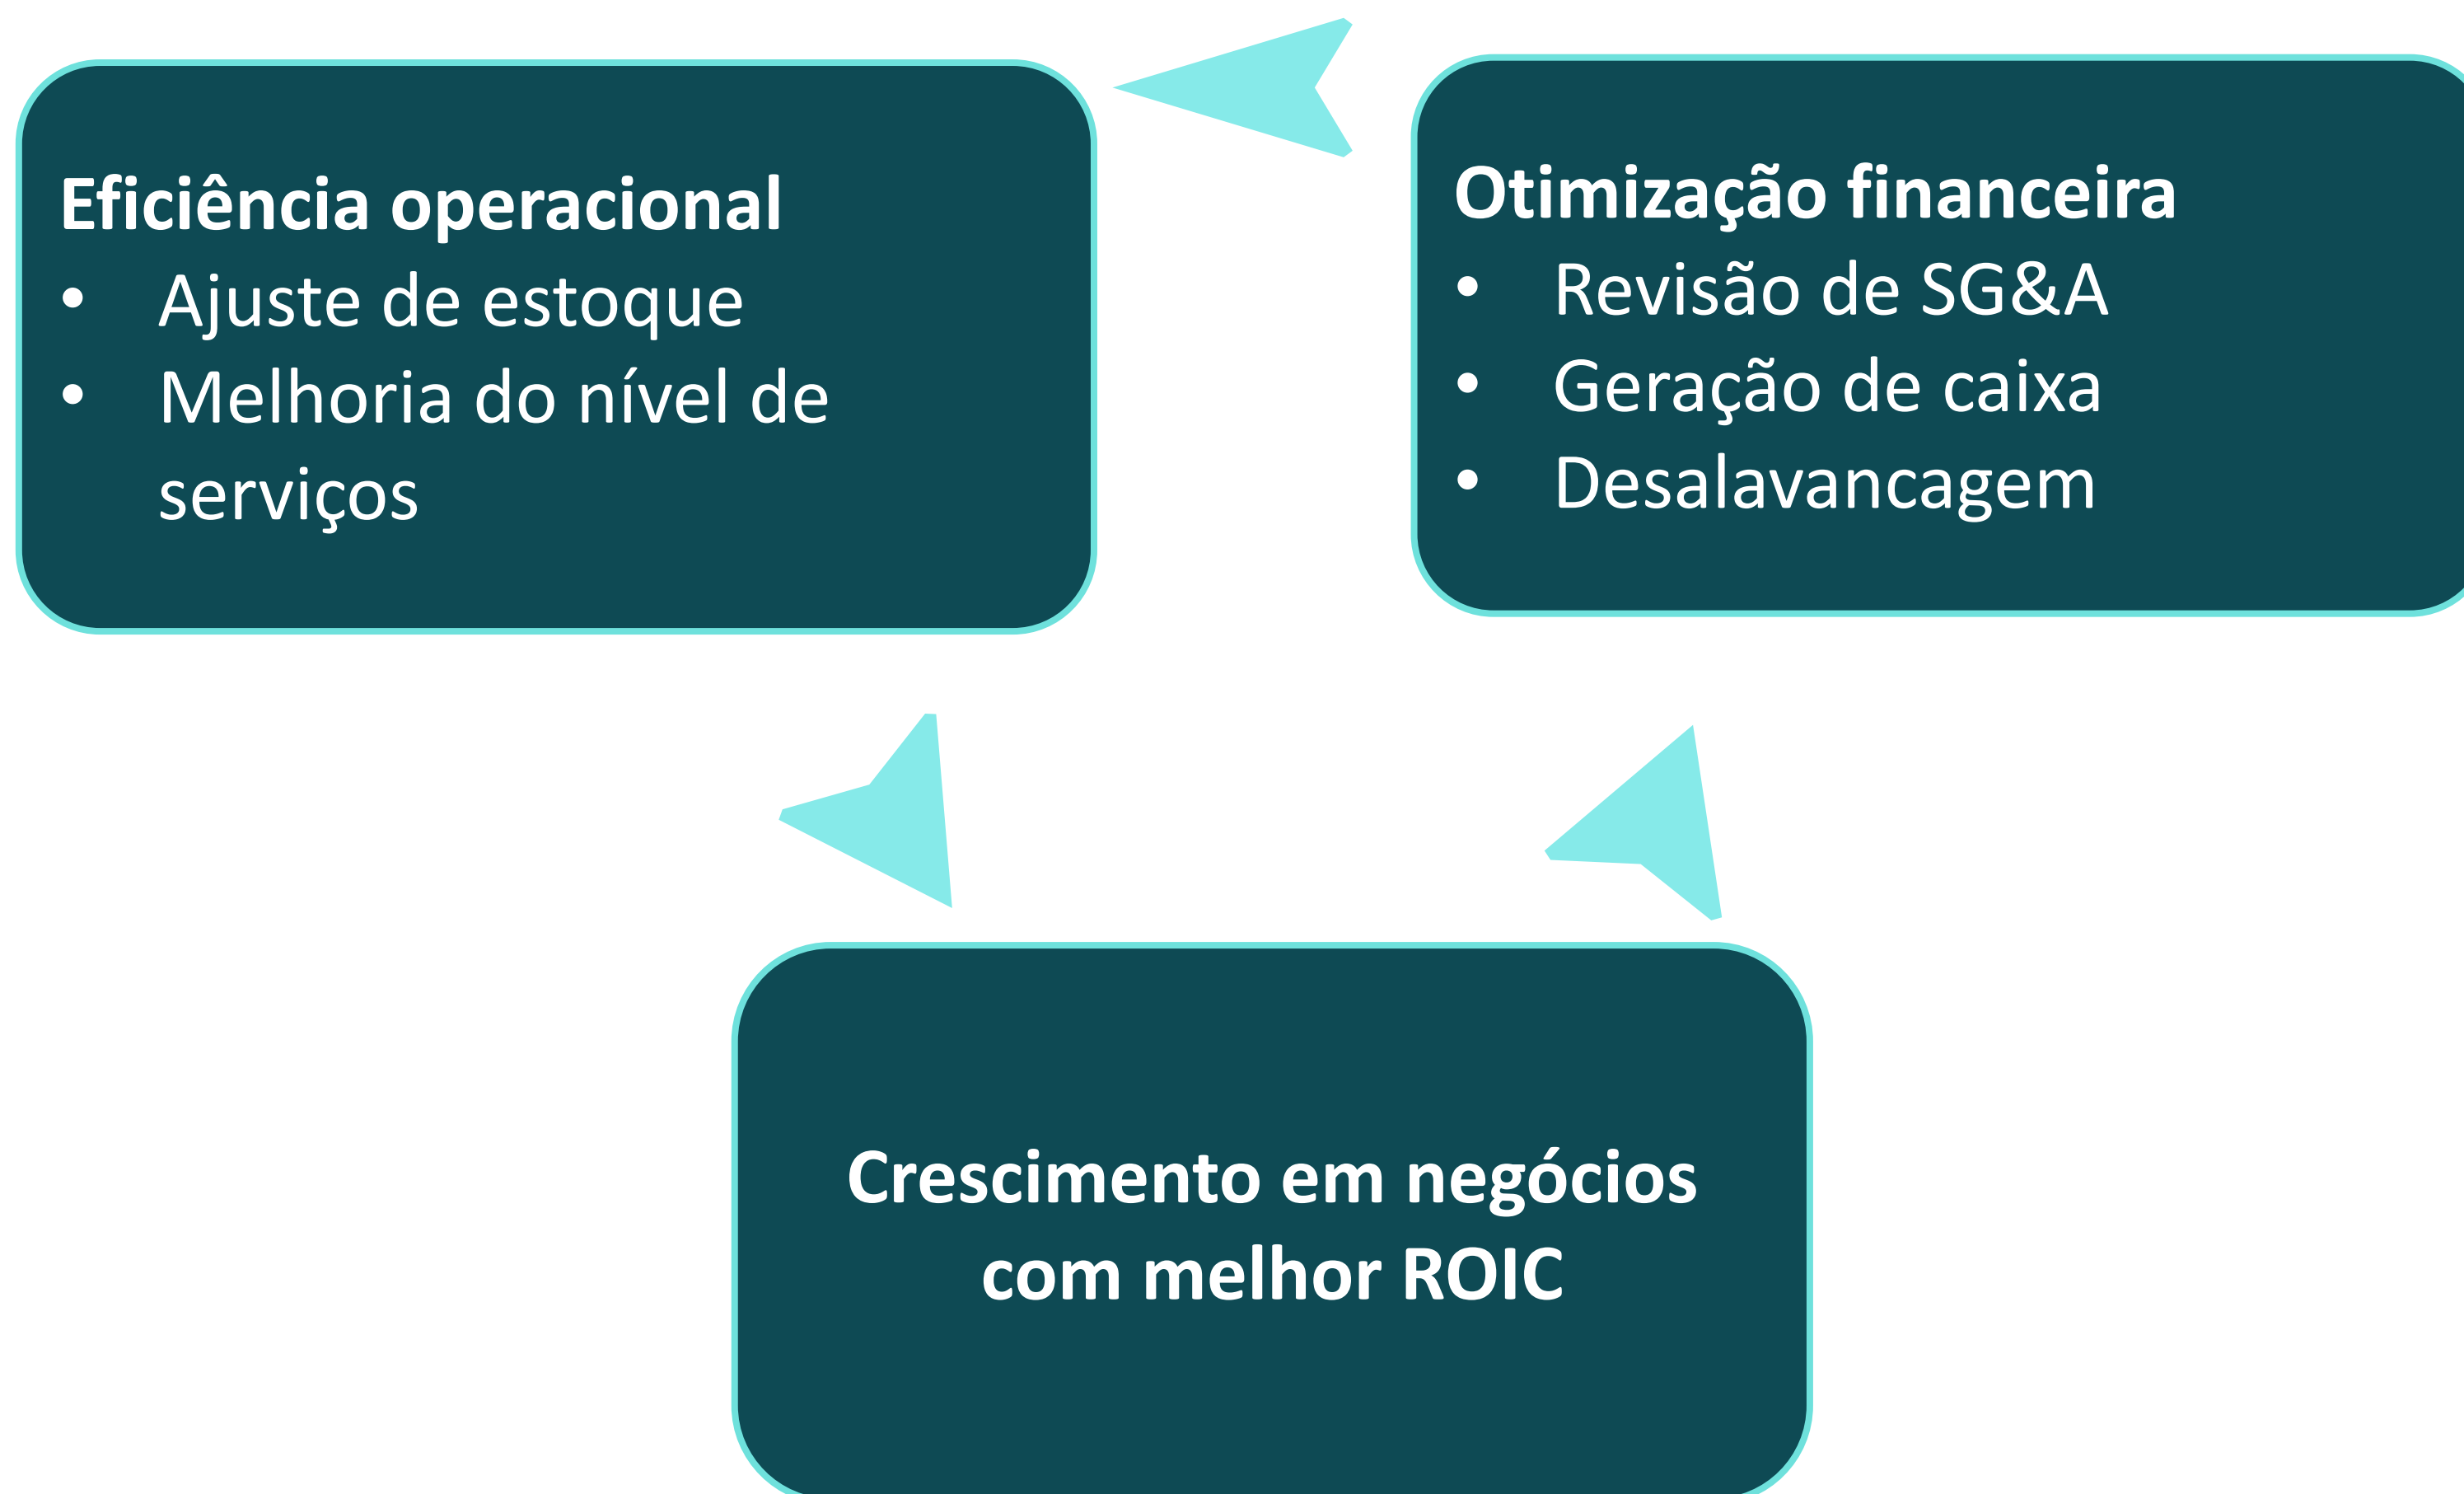 Eficiência operacional
• Ajuste de estoque
• Melhoria do nível de
serviços
Otimização financeira
• Revisão de SG&A
• Geração de caixa
• Desalavancagem
Crescimento em negócios
com melhor ROIC